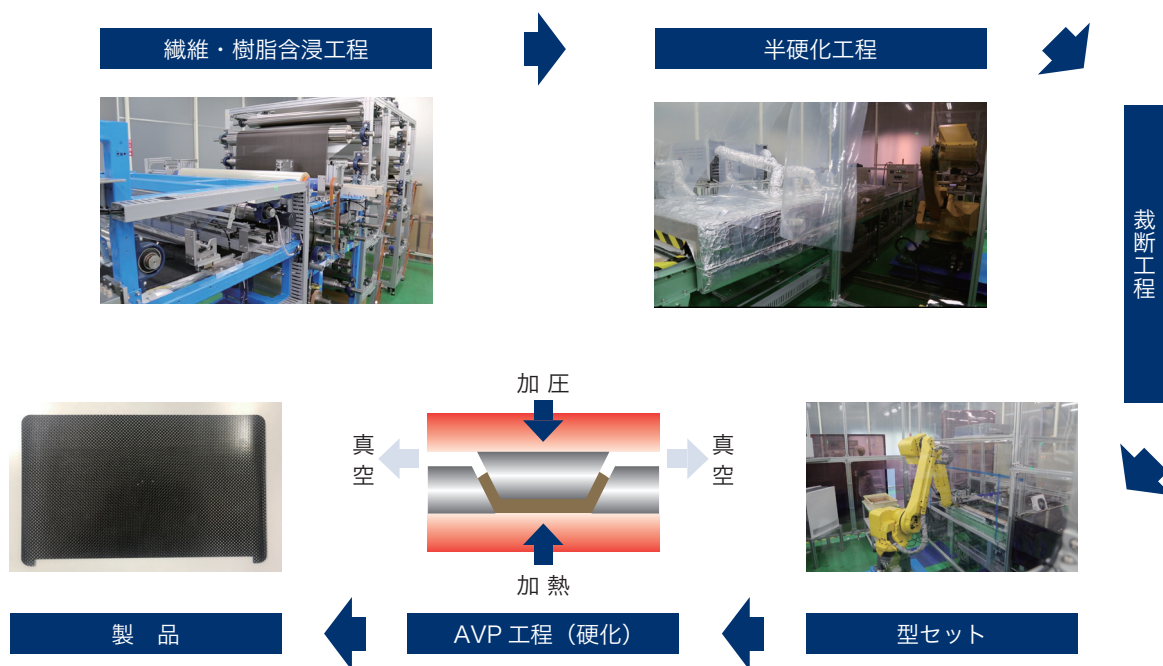 繊維・樹脂含浸工程
半硬化工程
裁断工程
加 圧
真空
真空
加 熱
製　品
AVP 工程（硬化）
型セット